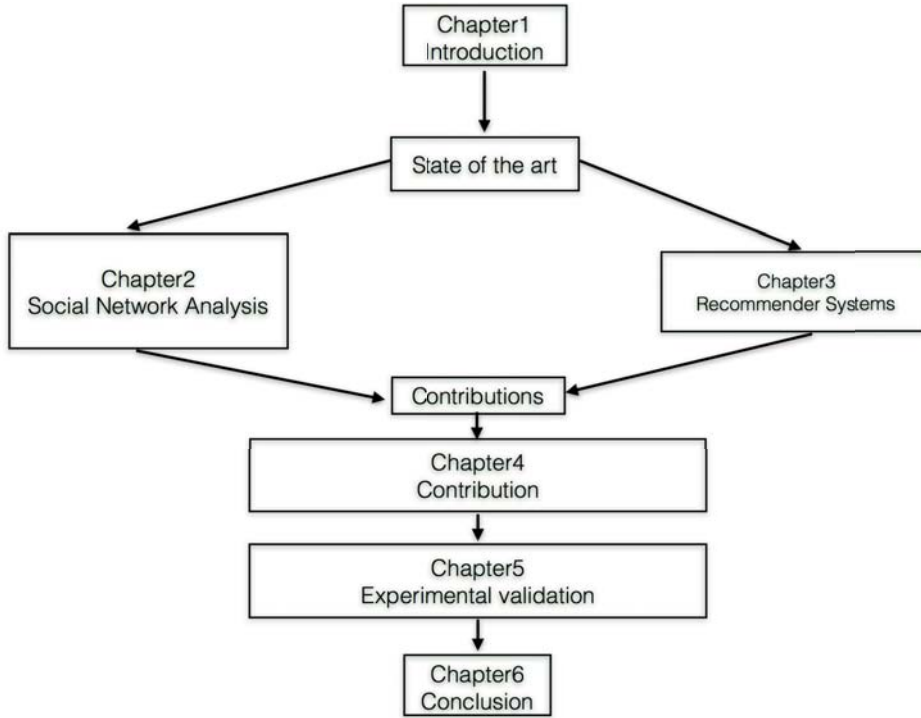 Chapter1
Introduction
State of the art
Chapter2
Social Network Analysis
Chapter3
Recommender Systems
Contributions
Chapter4
Contribution
Chapter5
Experimental validation
Chapter6
Conclusion